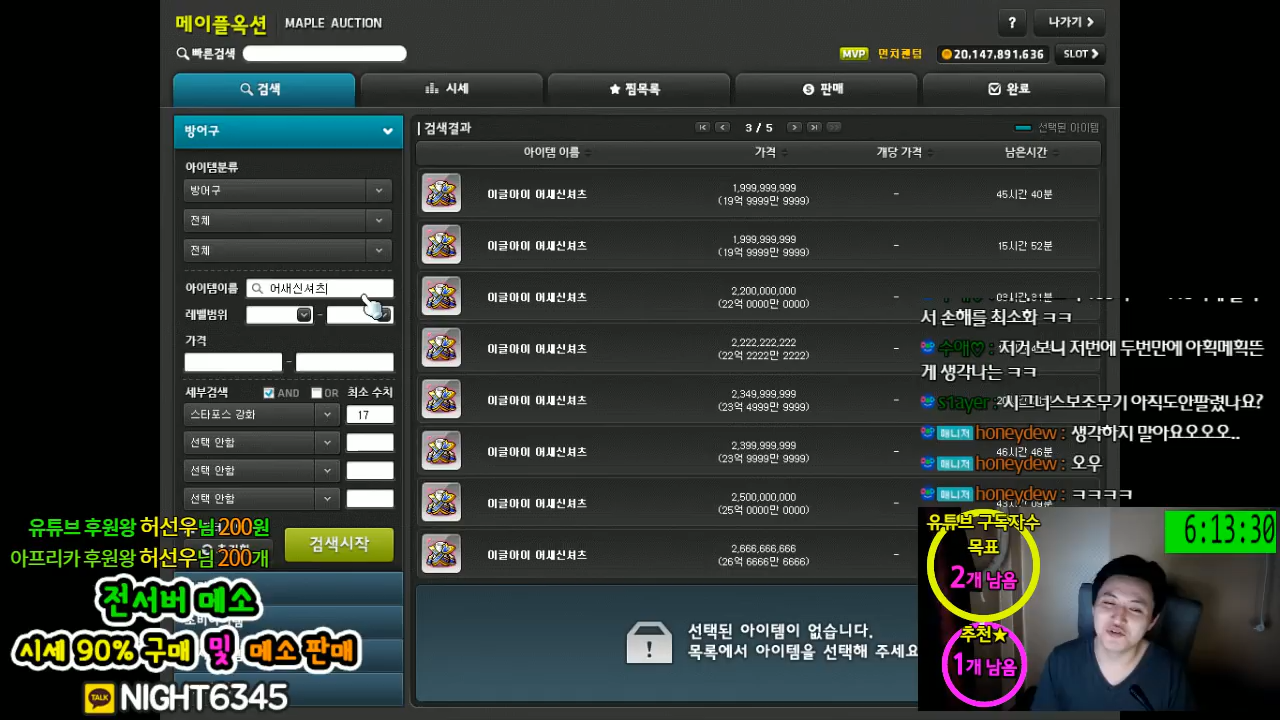 메이플옥션 MAPLE AUCTION
? 나가기
빠른검색
MVP 면치퀸텀 20,147,891,636 SLOT
검색 시세 찜목록 판매 완료
방어구
아이템분류
방어구
전체
전체
아이템이름 어새신셔츠
레벨범위 -
가격
-
세부검색 AND OR 최소 수치
스타포스 강화 17
선택 안함
선택 안함
선택 안함
검색시작
검색결과 3 / 5 선택된 아이템
아이템 이름 가격 개당 가격 남은시간
이글아이 어새신셔츠 1,999,999,999 - 45시간 40분
(19억 9999만 9999)
이글아이 어새신셔츠 1,999,999,999 - 15시간 52분
(19억 9999만 9999)
이글아이 어새신셔츠 2,200,000,000 -
(22억 0000만 0000)
이글아이 어새신셔츠 2,222,222,222 -
(22억 2222만 2222)
이글아이 어새신셔츠 2,349,999,999 -
(23억 4999만 9999)
이글아이 어새신셔츠 2,399,999,999 - 46시간 46분
(23억 9999만 9999)
이글아이 어새신셔츠 2,500,000,000 -
(25억 0000만 0000)
이글아이 어새신셔츠 2,666,666,666
(26억 6666만 6666)
선택된 아이템이 없습니다.
목록에서 아이템을 선택해 주세요
서 손해를 최소화 ㅋㅋ
수애♡ : 저거 보니 저번에 두번만에 아획메획뜬
게 생각나는 ㅋㅋ
s1ayer : 시그너스보조무기 아직도안팔렸나요?
매니저 honeydew : 생각하지 말아요오오오..
매니저 honeydew : 오우
매니저 honeydew : ㅋㅋㅋㅋ
유튜브 구독자수
목표
2개 남음
추천★
1개 남음
6:13:30
유튜브 후원왕 허선우님 200원
아프리카 후원왕 허선우님 200개
전서버 메소
시세 90% 구매 및 메소 판매
TALK NIGHT6345